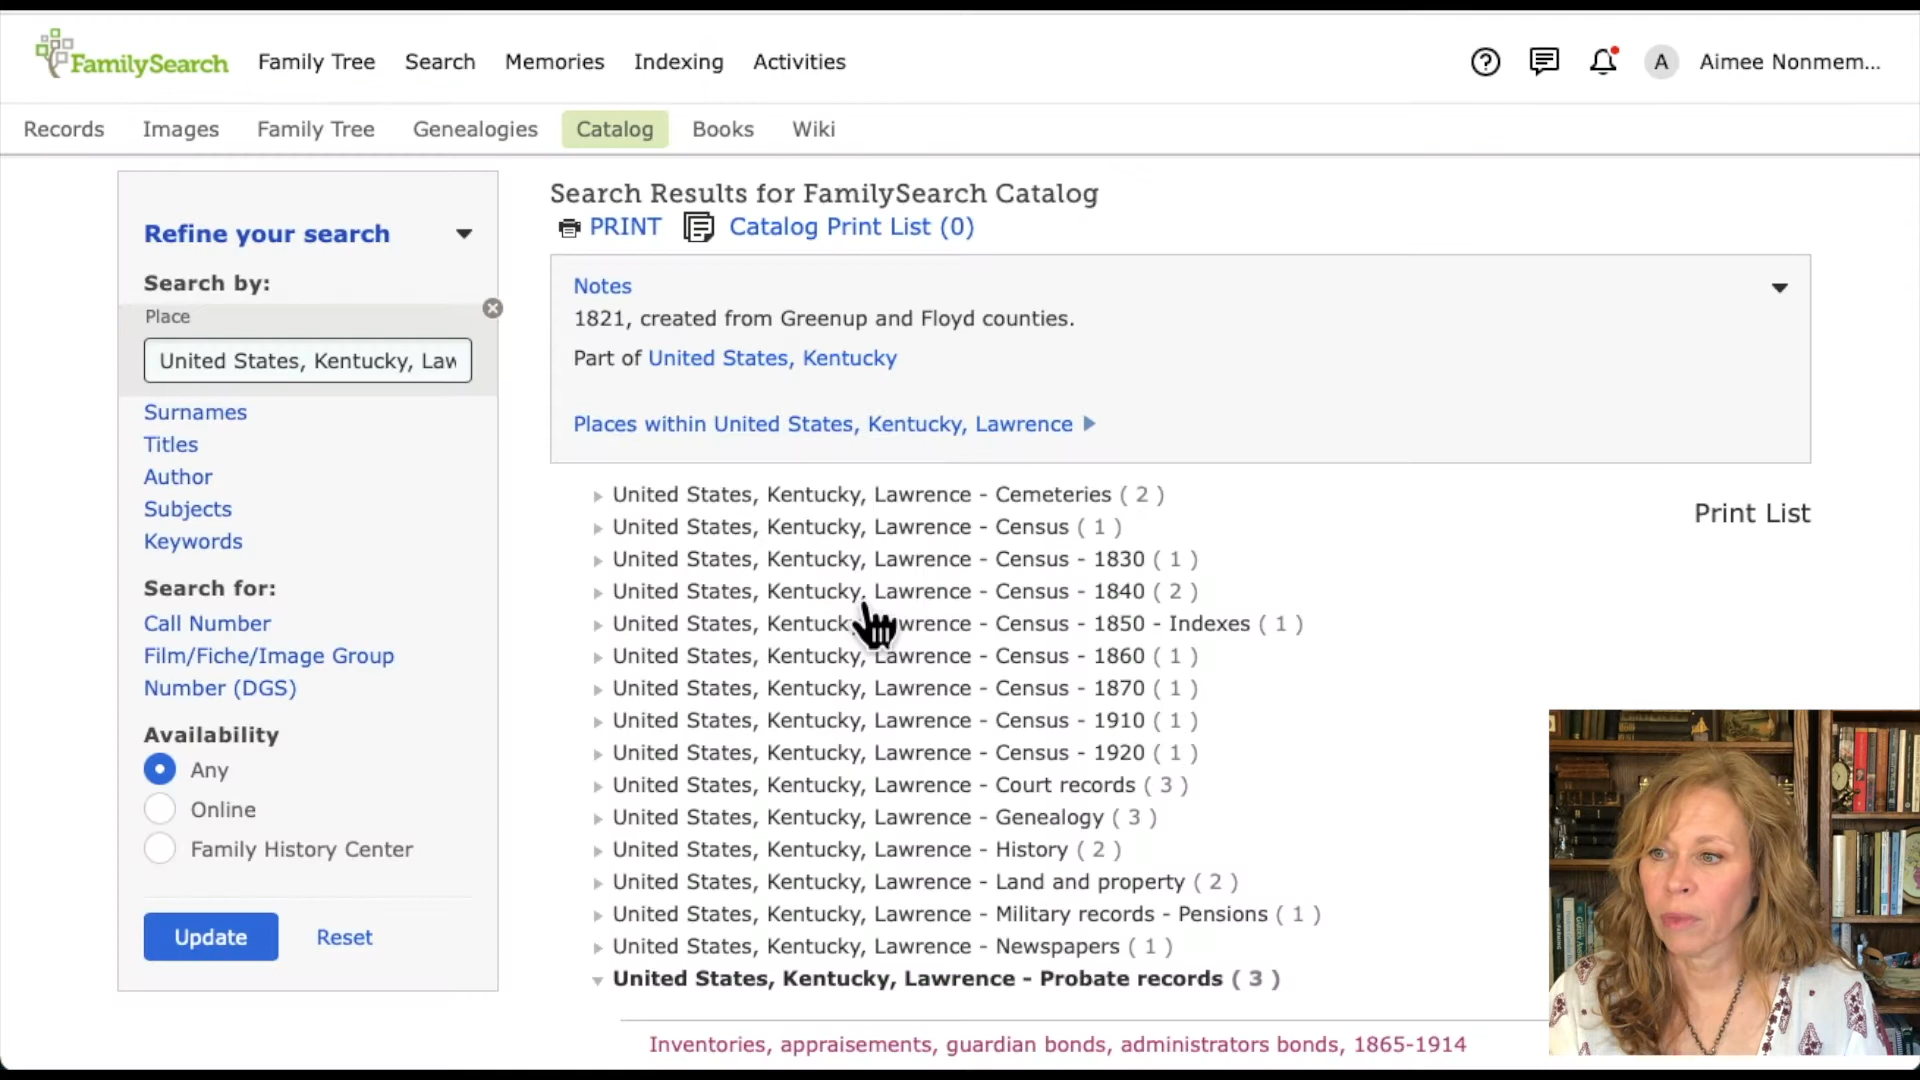 FamilySearch
Family Tree
Search
Memories
Indexing
Activities
A
Aimee Nonmem...
Records
Images
Family Tree
Genealogies
Catalog
Books
Wiki
Refine your search
Search by:
Place
United States, Kentucky, Law
Surnames
Titles
Author
Subjects
Keywords
Search for:
Call Number
Film/Fiche/Image Group
Number (DGS)
Availability
Any
Online
Family History Center
Update
Reset
Search Results for FamilySearch Catalog
PRINT
Catalog Print List (0)
Notes
1821, created from Greenup and Floyd counties.
Part of United States, Kentucky
Places within United States, Kentucky, Lawrence
Print List
United States, Kentucky, Lawrence - Cemeteries ( 2 )
United States, Kentucky, Lawrence - Census ( 1 )
United States, Kentucky, Lawrence - Census - 1830 ( 1 )
United States, Kentucky, Lawrence - Census - 1840 ( 2 )
United States, Kentucky, Lawrence - Census - 1850 - Indexes ( 1 )
United States, Kentucky, Lawrence - Census - 1860 ( 1 )
United States, Kentucky, Lawrence - Census - 1870 ( 1 )
United States, Kentucky, Lawrence - Census - 1910 ( 1 )
United States, Kentucky, Lawrence - Census - 1920 ( 1 )
United States, Kentucky, Lawrence - Court records ( 3 )
United States, Kentucky, Lawrence - Genealogy ( 3 )
United States, Kentucky, Lawrence - History ( 2 )
United States, Kentucky, Lawrence - Land and property ( 2 )
United States, Kentucky, Lawrence - Military records - Pensions ( 1 )
United States, Kentucky, Lawrence - Newspapers ( 1 )
United States, Kentucky, Lawrence - Probate records ( 3 )
Inventories, appraisements, guardian bonds, administrators bonds, 1865-1914